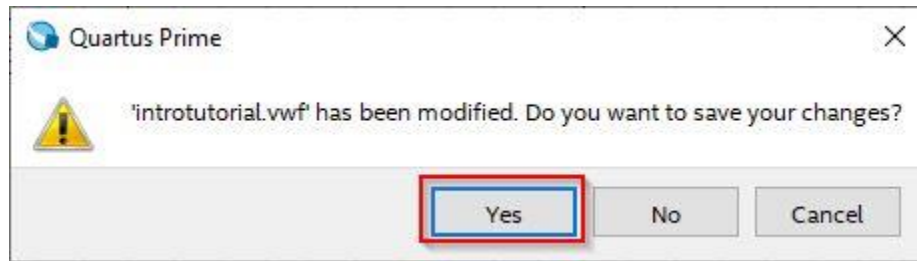 Quartus Prime
'introtutorial.vwf' has been modified. Do you want to save your changes?
Yes No Cancel